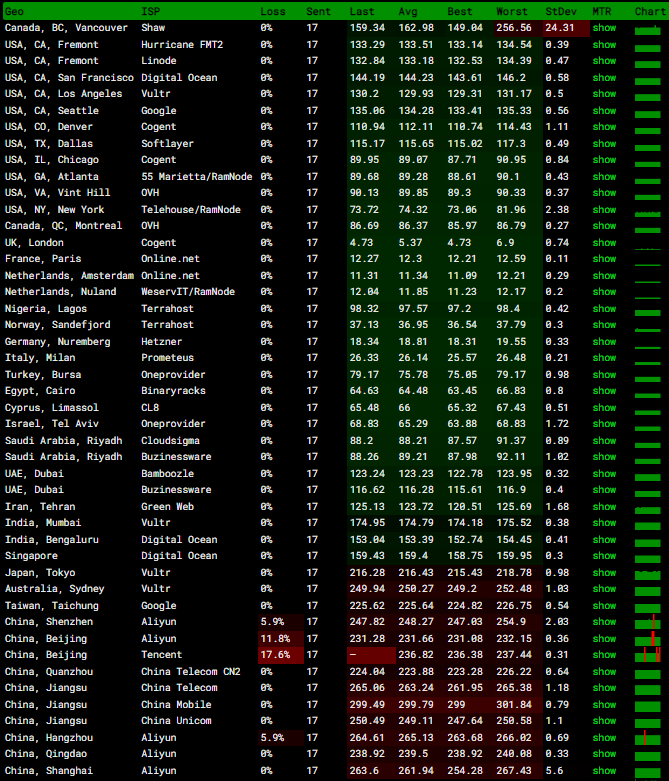 Geo ISP Loss Sent Last Avg Best Worst StDev MTR Chart
Canada, BC, Vancouver Shaw 0% 17 159.34 162.98 149.04 256.56 24.31 show
USA, CA, Fremont Hurricane FMT2 0% 17 133.29 133.51 133.14 134.54 0.39 show
USA, CA, Fremont Linode 0% 17 132.84 133.18 132.53 134.39 0.47 show
USA, CA, San Francisco Digital Ocean 0% 17 144.19 144.23 143.61 146.2 0.58 show
USA, CA, Los Angeles Vultr 0% 17 130.2 129.93 129.31 131.17 0.5 show
USA, CA, Seattle Google 0% 17 135.06 134.28 133.41 135.33 0.56 show
USA, CO, Denver Cogent 0% 17 110.94 112.11 110.74 114.43 1.11 show
USA, TX, Dallas Softlayer 0% 17 115.17 115.65 115.02 117.3 0.49 show
USA, IL, Chicago Cogent 0% 17 89.95 89.07 87.71 90.95 0.84 show
USA, GA, Atlanta 55 Marietta/RamNode 0% 17 89.68 89.28 88.61 90.1 0.43 show
USA, VA, Vint Hill OVH 0% 17 90.13 89.85 89.3 90.33 0.37 show
USA, NY, New York Telehouse/RamNode 0% 17 73.72 74.32 73.06 81.96 2.38 show
Canada, QC, Montreal OVH 0% 17 86.69 86.37 85.97 86.79 0.27 show
UK, London Cogent 0% 17 4.73 5.37 4.73 6.9 0.74 show
France, Paris Online.net 0% 17 12.27 12.3 12.21 12.59 0.11 show
Netherlands, Amsterdam Online.net 0% 17 11.31 11.34 11.09 12.21 0.29 show
Netherlands, Nuland WeservIT/RamNode 0% 17 12.04 11.85 11.23 12.17 0.2 show
Nigeria, Lagos Terrahost 0% 17 98.32 97.57 97.2 98.4 0.42 show
Norway, Sandefjord Terrahost 0% 17 37.13 36.95 36.54 37.79 0.3 show
Germany, Nuremberg Hetzner 0% 17 18.34 18.81 18.31 19.55 0.33 show
Italy, Milan Prometeus 0% 17 26.33 26.14 25.57 26.48 0.21 show
Turkey, Bursa Oneprovider 0% 17 79.17 75.78 75.05 79.17 0.98 show
Egypt, Cairo Binaryracks 0% 17 64.63 64.48 63.45 66.83 0.8 show
Cyprus, Limassol CL8 0% 17 65.48 66 65.32 67.43 0.51 show
Israel, Tel Aviv Oneprovider 0% 17 68.83 65.29 63.88 68.83 1.72 show
Saudi Arabia, Riyadh Cloudsigma 0% 17 88.2 88.21 87.57 91.37 0.89 show
Saudi Arabia, Riyadh Buzinessware 0% 17 88.26 89.21 87.98 92.11 1.02 show
UAE, Dubai Bamboozle 0% 17 123.24 123.23 122.78 123.95 0.32 show
UAE, Dubai Buzinessware 0% 17 116.62 116.28 115.61 116.9 0.4 show
Iran, Tehran Green Web 0% 17 125.13 123.72 120.51 125.69 1.68 show
India, Mumbai Vultr 0% 17 174.95 174.79 174.18 175.52 0.38 show
India, Bengaluru Digital Ocean 0% 17 153.04 153.39 152.74 154.45 0.41 show
Singapore Digital Ocean 0% 17 159.43 159.4 158.75 159.95 0.3 show
Japan, Tokyo Vultr 0% 17 216.28 216.43 215.43 218.78 0.98 show
Australia, Sydney Vultr 0% 17 249.94 250.27 249.2 252.48 1.03 show
Taiwan, Taichung Google 0% 17 225.62 225.64 224.82 226.75 0.54 show
China, Shenzhen Aliyun 5.9% 17 247.82 248.27 247.03 254.9 2.03 show
China, Beijing Aliyun 11.8% 17 231.28 231.66 231.08 232.15 0.36 show
China, Beijing Tencent 17.6% 17 – 236.82 236.38 237.44 0.31 show
China, Quanzhou China Telecom CN2 0% 17 224.04 223.88 223.28 226.22 0.64 show
China, Jiangsu China Telecom 0% 17 265.06 263.24 261.95 265.38 1.18 show
China, Jiangsu China Mobile 0% 17 299.49 299.79 299 301.84 0.79 show
China, Jiangsu China Unicom 0% 17 250.49 249.11 247.64 250.58 1.1 show
China, Hangzhou Aliyun 5.9% 17 264.61 265.13 263.68 266.02 0.69 show
China, Qingdao Aliyun 0% 17 238.92 239.5 238.92 240.08 0.33 show
China, Shanghai Aliyun 0% 17 263.6 261.94 254.28 267.43 5.6 show